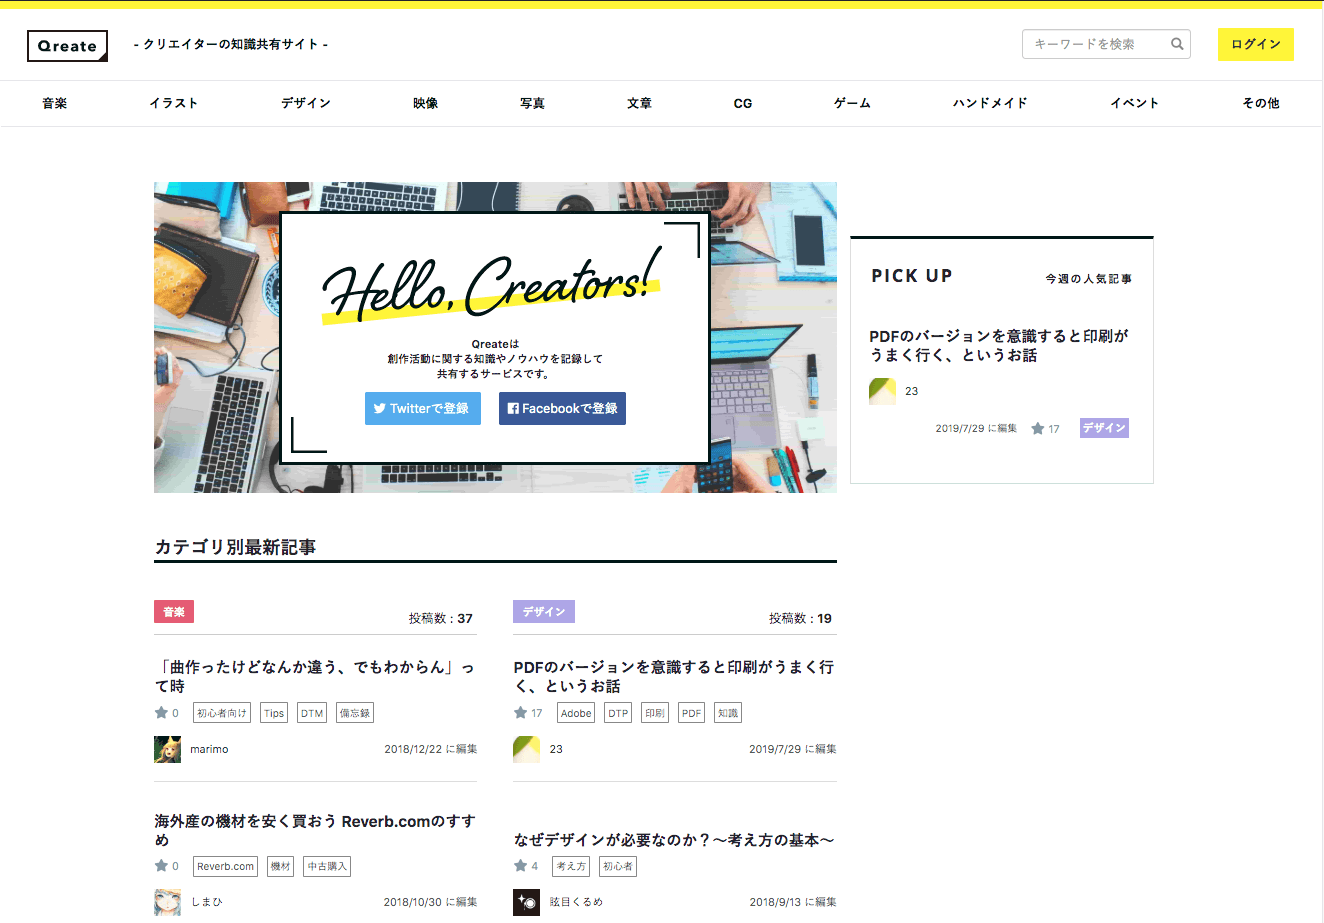 Qreate
- クリエイターの知識共有サイト -
キーワードを検索
ログイン
音楽 イラスト デザイン 映像 写真 文章 CG ゲーム ハンドメイド イベント その他
Hello, Creators!
Qreateは
創作活動に関する知識やノウハウを記録して
共有するサービスです。
Twitterで登録 Facebookで登録
PICK UP 今週の人気記事
PDFのバージョンを意識すると印刷が
うまく行く、というお話
23
2019/7/29 に編集 17 デザイン
カテゴリ別最新記事
音楽 投稿数 : 37
「曲作ったけどなんか違う、でもわからん」っ
て時
0 初心者向け Tips DTM 備忘録
marimo 2018/12/22 に編集
海外産の機材を安く買おう Reverb.comのすす
め
0 Reverb.com 機材 中古購入
しまひ 2018/10/30 に編集
デザイン 投稿数 : 19
PDFのバージョンを意識すると印刷がうまく行
く、というお話
17 Adobe DTP 印刷 PDF 知識
23 2019/7/29 に編集
なぜデザインが必要なのか？〜考え方の基本〜
4 考え方 初心者
眩目くるめ 2018/9/13 に編集